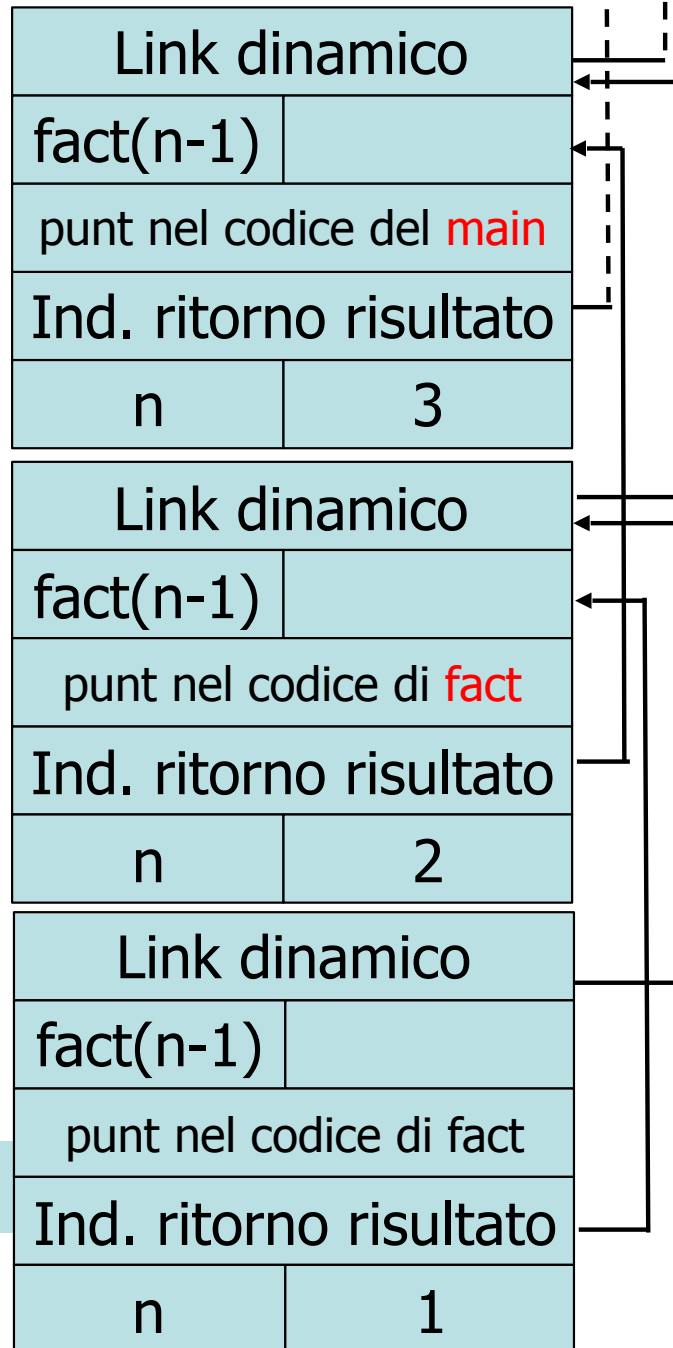 Link dinamico
fact(n-1)
punt nel codice del main
Ind. ritorno risultato
n 3
Link dinamico
fact(n-1)
punt nel codice di fact
Ind. ritorno risultato
n 2
Link dinamico
fact(n-1)
punt nel codice di fact
Ind. ritorno risultato
n 1